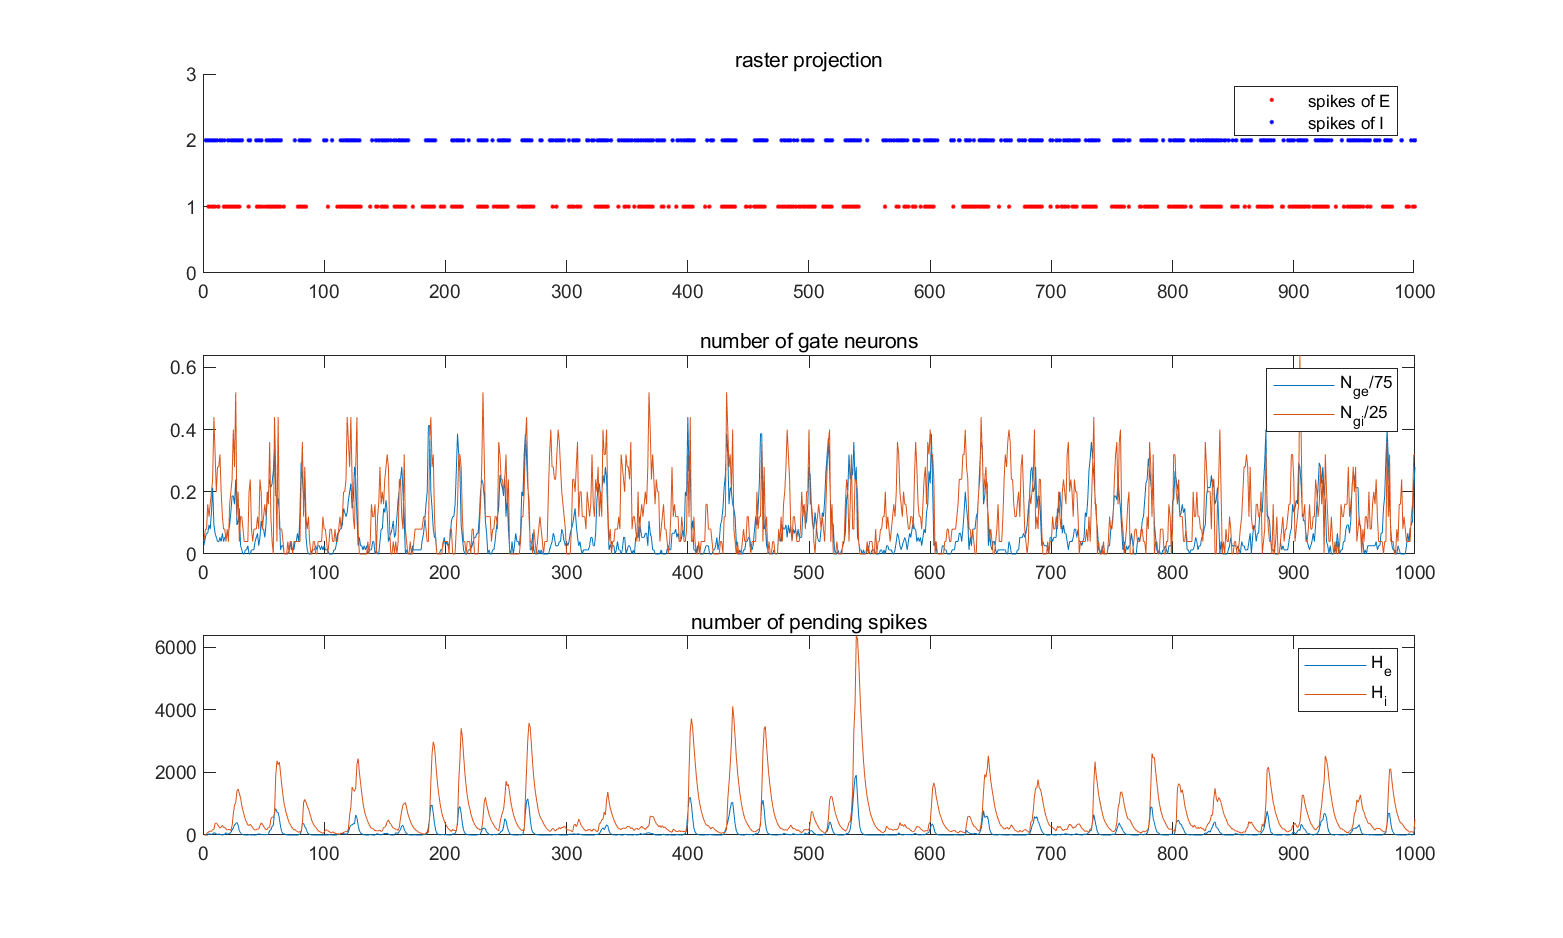 raster projection
3
2
1
0
spikes of E
spikes of I
0 100 200 300 400 500 600 700 800 900 1000
number of gate neurons
0.6
0.4
0.2
0
N_ge/75
N_gi/25
0 100 200 300 400 500 600 700 800 900 1000
number of pending spikes
6000
4000
2000
0
H_e
H_i
0 100 200 300 400 500 600 700 800 900 1000